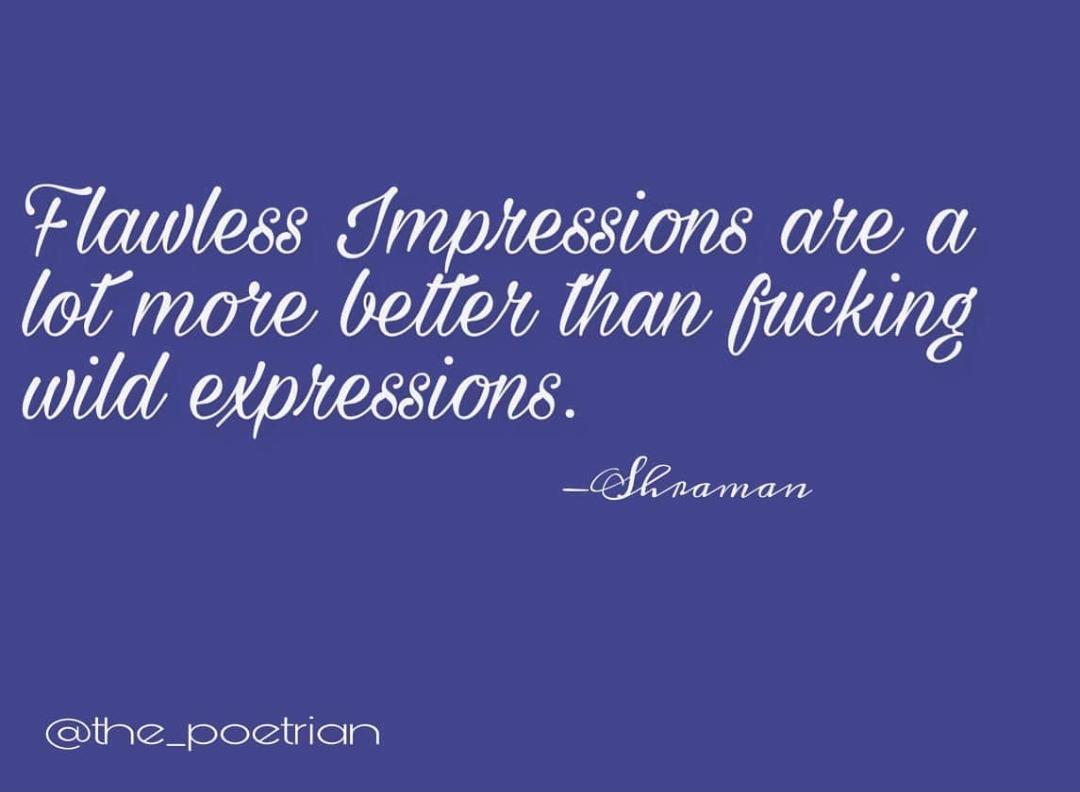 Flawless Impressions are a
lot more better than fucking
wild expressions.
–Shraman
@the_poetrian